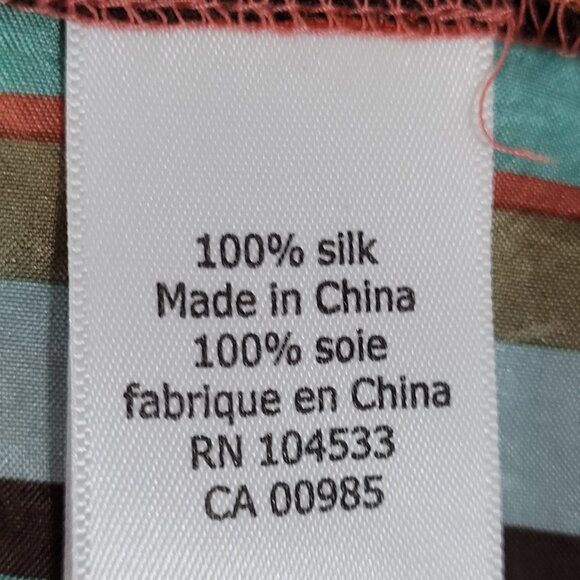 100% silk
Made in China
100% soie
fabrique en China
RN 104533
CA 00985